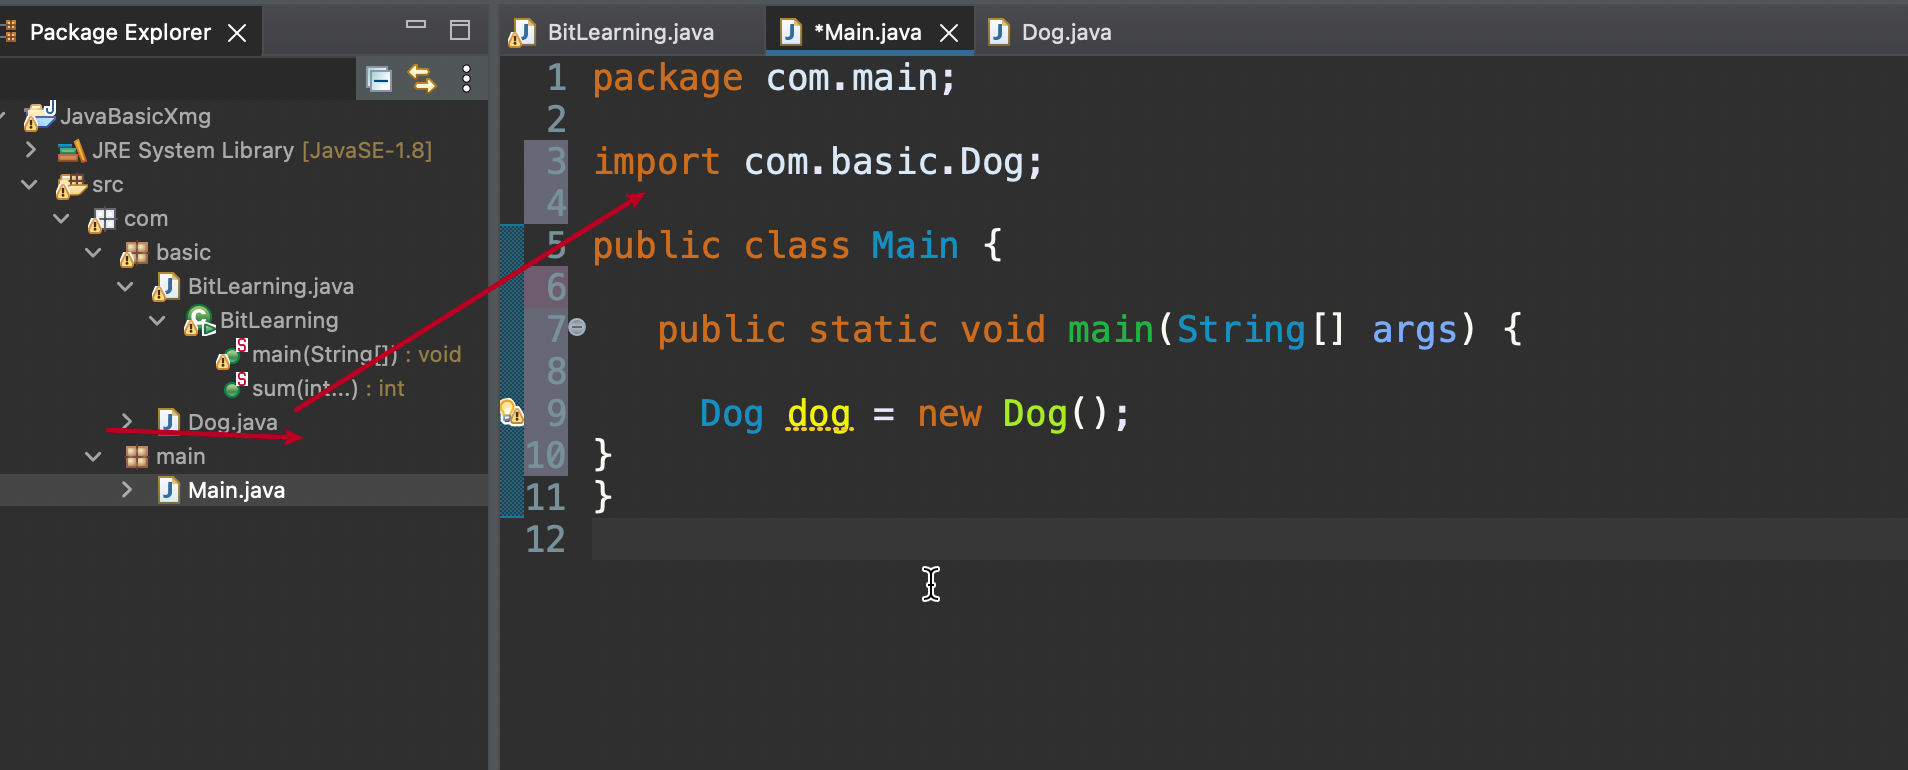 Package Explorer
JavaBasicXmg
JRE System Library [JavaSE-1.8]
src
com
basic
BitLearning.java
BitLearning
main(String[]) : void
sum(int...) : int
Dog.java
main
Main.java
BitLearning.java
*Main.java
Dog.java
1 package com.main;
2
3 import com.basic.Dog;
4
5 public class Main {
6
7 public static void main(String[] args) {
8
9 Dog dog = new Dog();
10 }
11 }
12